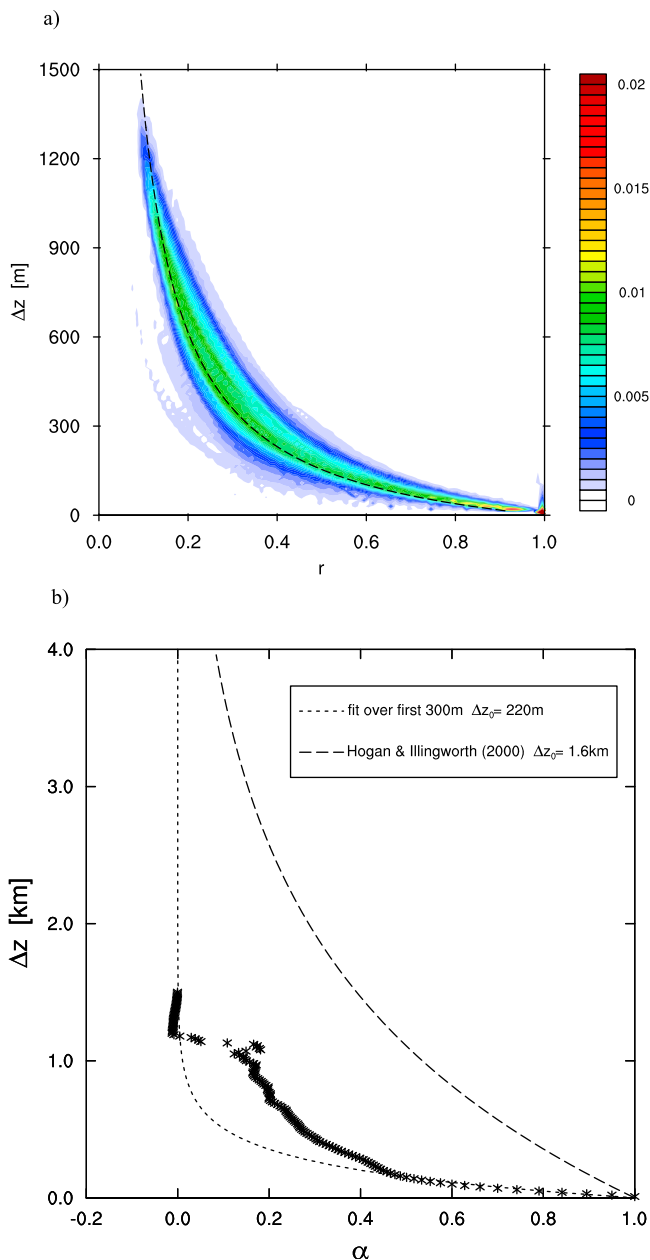 a)
1500
1200
900
600
300
0
Δz [m]
0.0 0.2 0.4 0.6 0.8 1.0
r
0.02
0.015
0.01
0.005
0
b)
4.0
3.0
2.0
1.0
0.0
Δz [km]
-0.2 0.0 0.2 0.4 0.6 0.8 1.0
α
fit over first 300m Δz₀= 220m
Hogan & Illingworth (2000) Δz₀= 1.6km